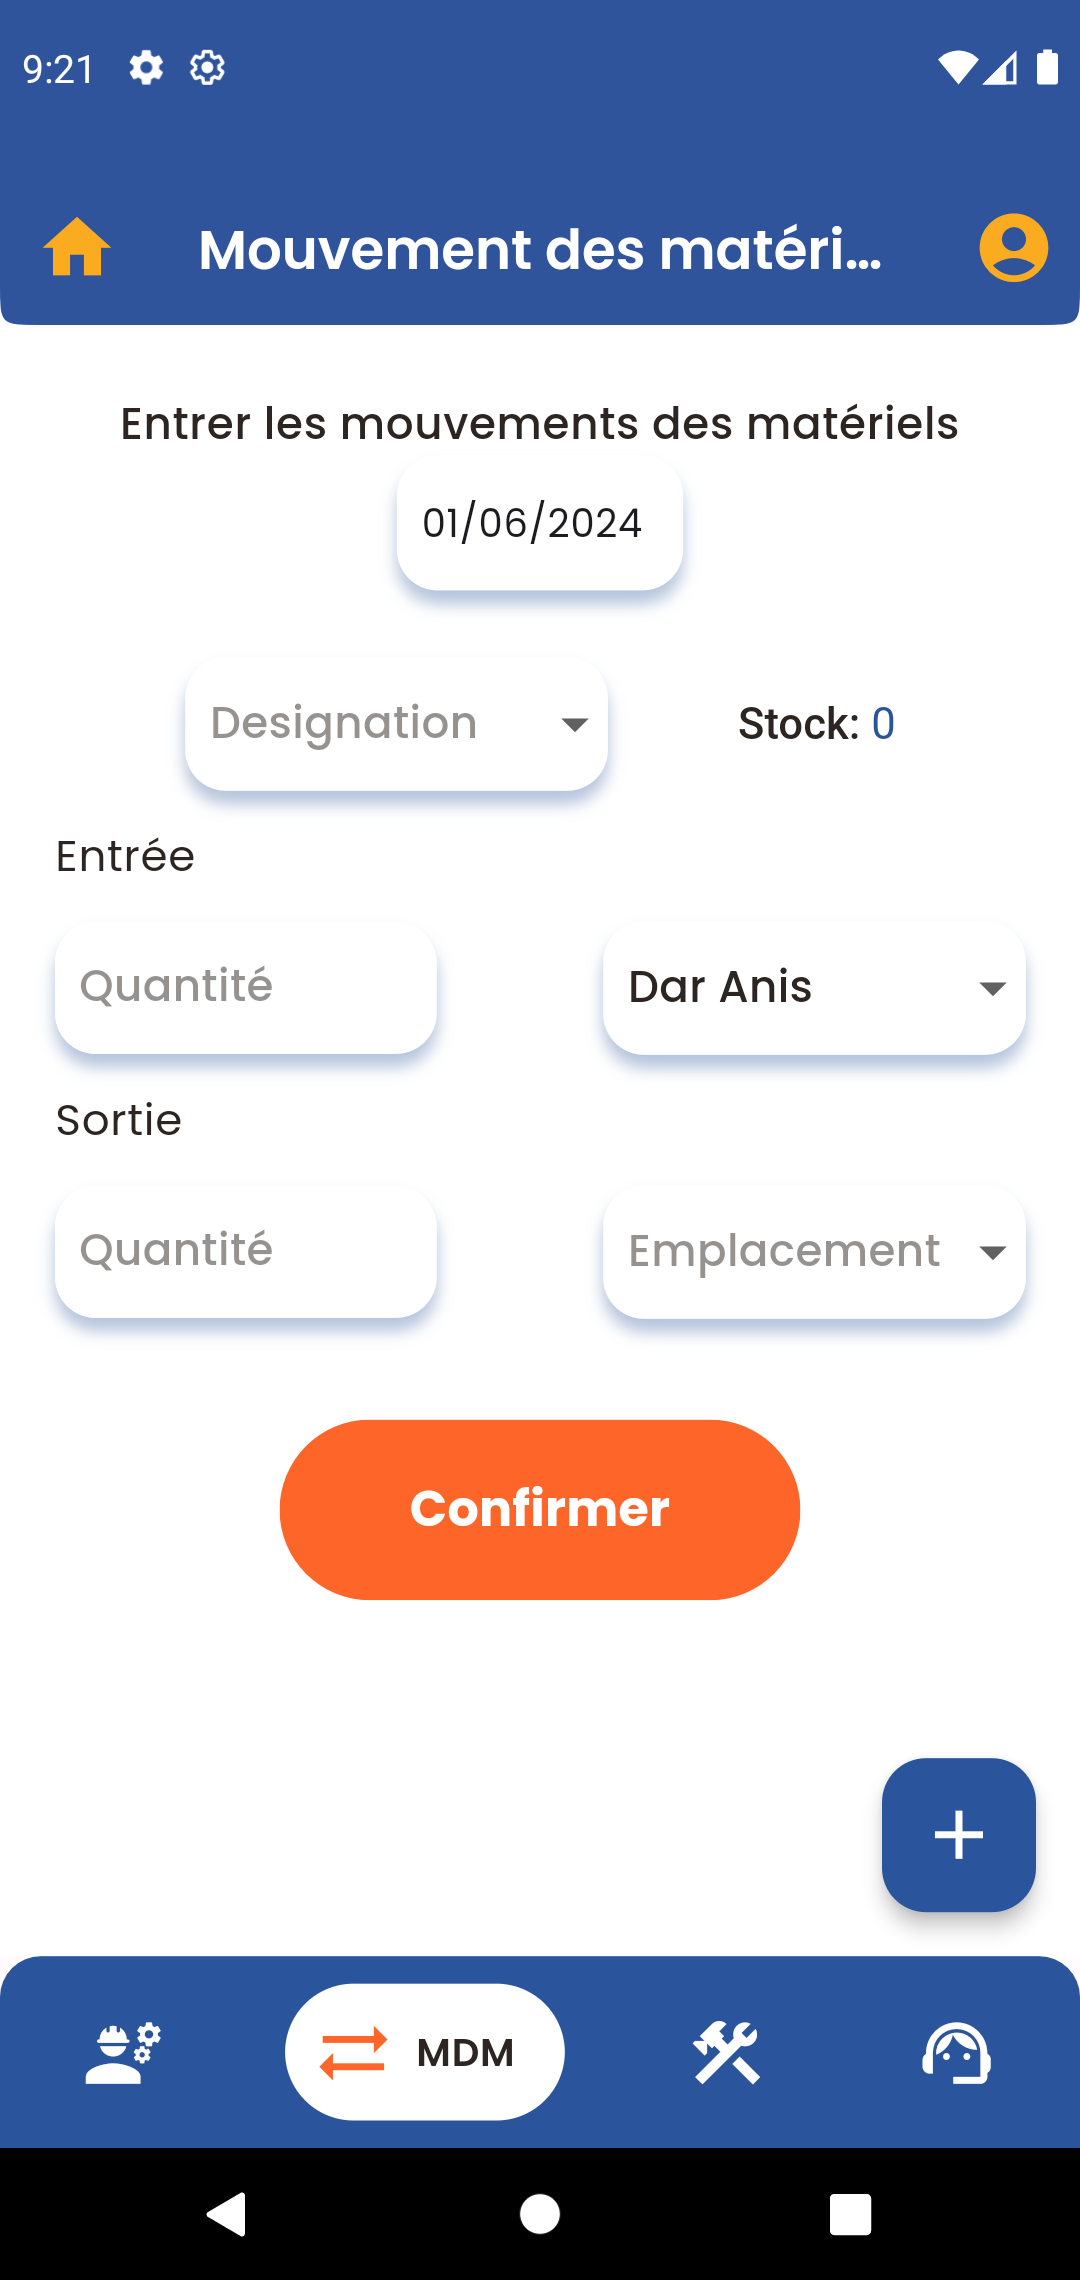 9:21
Mouvement des matéri...
Entrer les mouvements des matériels
01/06/2024
Designation
Stock: 0
Entrée
Quantité
Dar Anis
Sortie
Quantité
Emplacement
Confirmer
MDM